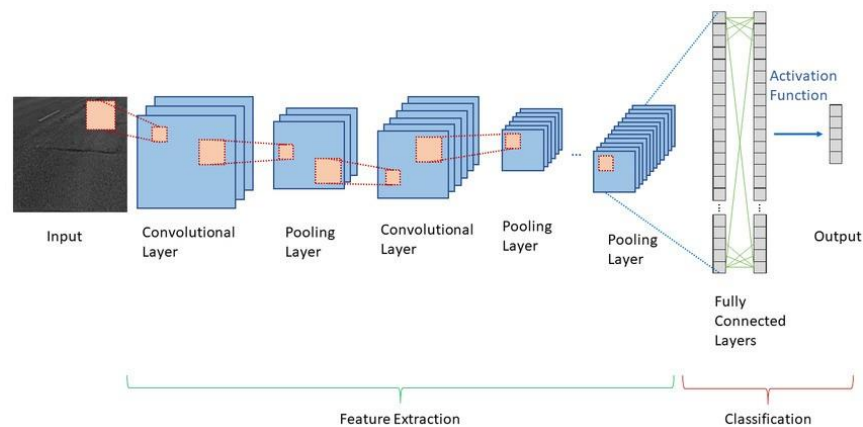 Activation
Function
Input
Convolutional
Layer
Pooling
Layer
Convolutional
Layer
Pooling
Layer
...
Pooling
Layer
Output
Fully
Connected
Layers
Feature Extraction
Classification